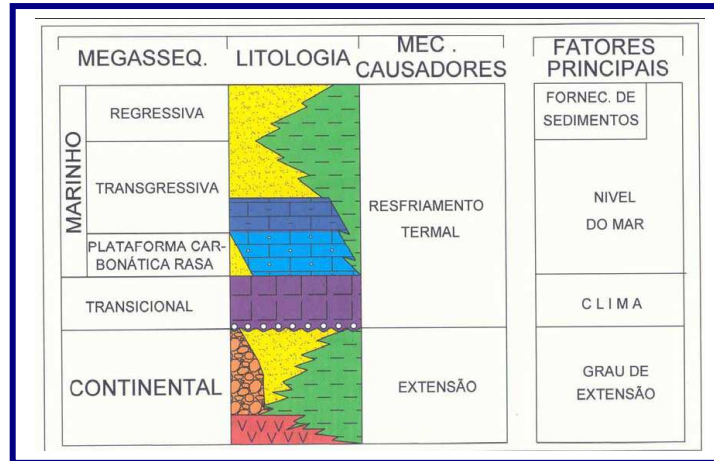 MEGASSEQ.
LITOLOGIA
MEC .
CAUSADORES
FATORES
PRINCIPAIS
MARINHO
REGRESSIVA
TRANSGRESSIVA
PLATAFORMA CAR-
BONÁTICA RASA
TRANSICIONAL
CONTINENTAL
RESFRIAMENTO
TERMAL
EXTENSÃO
FORNEC. DE
SEDIMENTOS
NIVEL
DO MAR
CLIMA
GRAU DE
EXTENSÃO